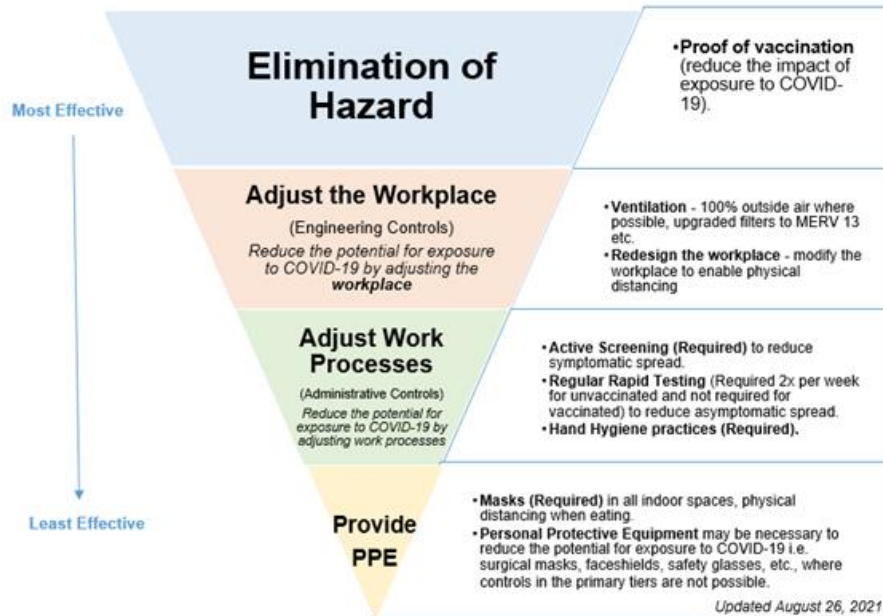 Most Effective
Least Effective
Elimination of
Hazard
•Proof of vaccination
(reduce the impact of
exposure to COVID-
19).
Adjust the Workplace
(Engineering Controls)
Reduce the potential for exposure
to COVID-19 by adjusting the
workplace
•Ventilation - 100% outside air where
possible, upgraded filters to MERV 13
etc.
•Redesign the workplace - modify the
workplace to enable physical
distancing
Adjust Work
Processes
(Administrative Controls)
Reduce the potential for
exposure to COVID-19 by
adjusting work processes
•Active Screening (Required) to reduce
symptomatic spread.
•Regular Rapid Testing (Required 2x per week
for unvaccinated and not required for
vaccinated) to reduce asymptomatic spread.
•Hand Hygiene practices (Required).
Provide
PPE
•Masks (Required) in all indoor spaces, physical
distancing when eating.
•Personal Protective Equipment may be necessary to
reduce the potential for exposure to COVID-19 i.e.
surgical masks, faceshields, safety glasses, etc., where
controls in the primary tiers are not possible.
Updated August 26, 2021